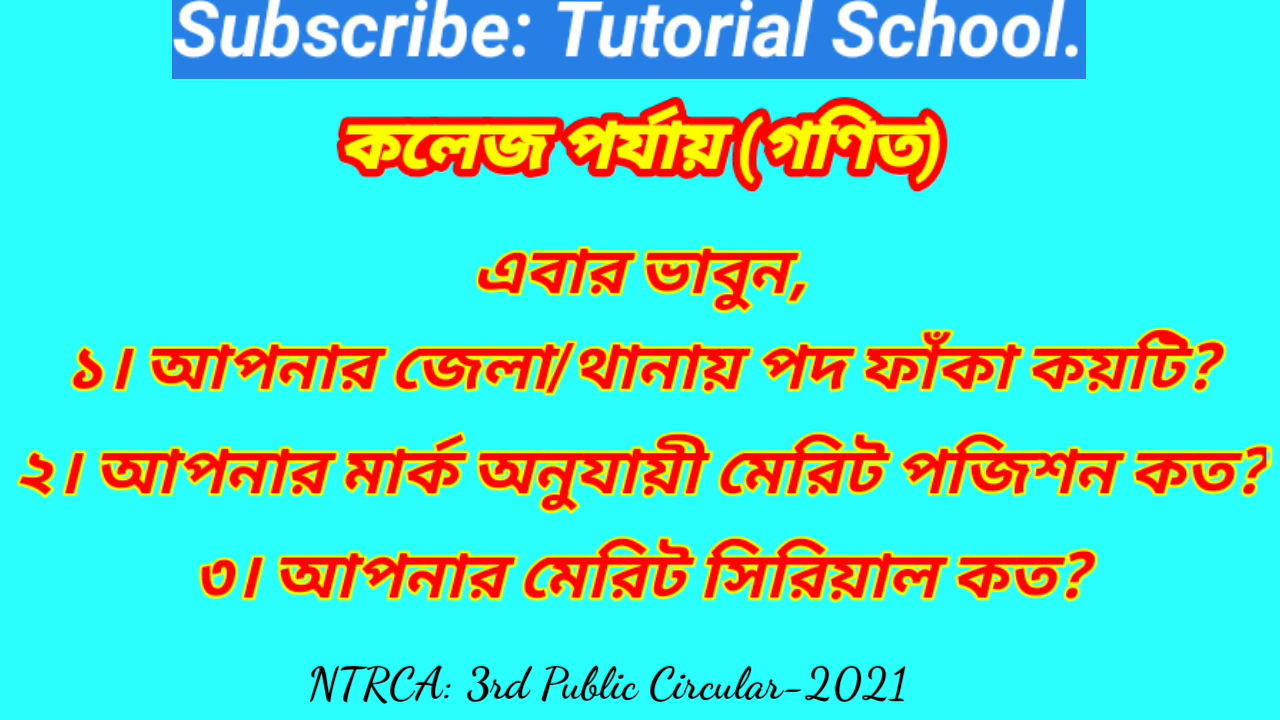 Subscribe: Tutorial School.
কলেজ পর্যায় (গণিত)
এবার ভাবুন,
১। আপনার জেলা/থানায় পদ ফাঁকা কয়টি?
২। আপনার মার্ক অনুযায়ী মেরিট পজিশন কত?
৩। আপনার মেরিট সিরিয়াল কত?
NTRCA: 3rd Public Circular-2021